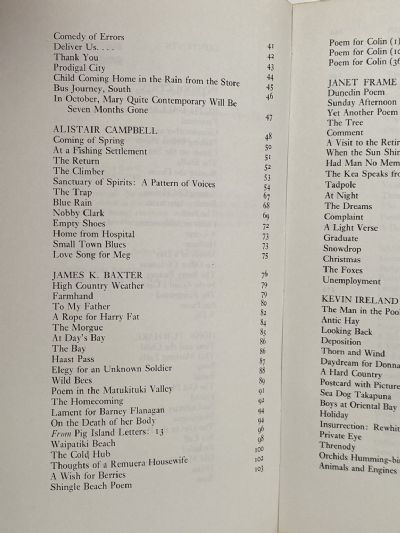 Comedy of Errors 41
Deliver Us. . . . 42
Thank You 43
Prodigal City 44
Child Coming Home in the Rain from the Store 45
Bus Journey, South 46
In October, Mary Quite Contemporary Will Be
Seven Months Gone 47
ALISTAIR CAMPBELL 48
Coming of Spring 50
At a Fishing Settlement 51
The Return 52
The Climber 53
Sanctuary of Spirits: A Pattern of Voices 54
The Trap 67
Blue Rain 68
Nobby Clark 69
Empty Shoes 72
Home from Hospital 73
Small Town Blues 73
Love Song for Meg 75
JAMES K. BAXTER 76
High Country Weather 79
Farmhand 79
To My Father 80
A Rope for Harry Fat 82
The Morgue 84
At Day's Bay 85
The Bay 86
Haast Pass 86
Elegy for an Unknown Soldier 88
Wild Bees 89
Poem in the Matukituki Valley 91
The Homecoming 92
Lament for Barney Flanagan 94
On the Death of her Body 94
From Pig Island Letters: 13 96
Waipatiki Beach 98
The Cold Hub 100
Thoughts of a Remuera Housewife 102
A Wish for Berries 103
Shingle Beach Poem
Poem for Colin (1)
Poem for Colin (10
Poem for Colin (36
JANET FRAME
Dunedin Poem
Sunday Afternoon
Yet Another Poem
The Tree
Comment
A Visit to the Retir
When the Sun Shin
Had Man No Mem
The Kea Speaks from
Tadpole
At Night
The Dreams
Complaint
A Light Verse
Graduate
Snowdrop
Christmas
The Foxes
Unemployment
KEVIN IRELAND
The Man in the Poo
Antic Hay
Looking Back
Deposition
Thorn and Wind
Daydream for Donna
A Hard Country
Postcard with Picture
Sea Dog Takapuna
Boys at Oriental Bay
Holiday
Insurrection: Rewhit
Private Eye
Threnody
Orchids Humming-bi
Animals and Engines